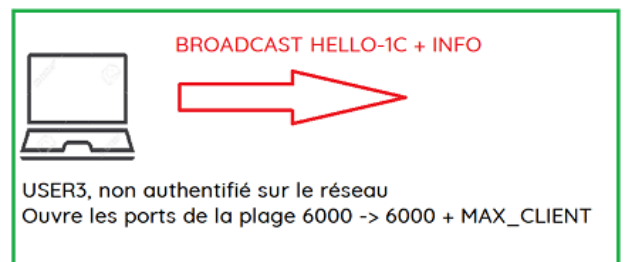 BROADCAST HELLO-1C + INFO
USER3, non authentifié sur le réseau
Ouvre les ports de la plage 6000 -> 6000 + MAX_CLIENT